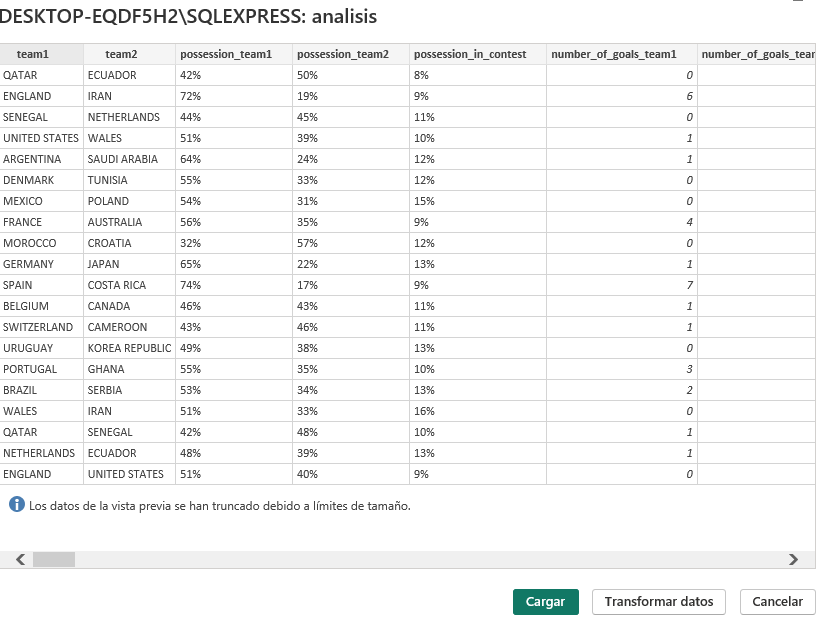 DESKTOP-EQDF5H2\SQLEXPRESS: analisis
team1 team2 possession_team1 possession_team2 possession_in_contest number_of_goals_team1 number_of_goals_tear
QATAR ECUADOR 42% 50% 8% 0
ENGLAND IRAN 72% 19% 9% 6
SENEGAL NETHERLANDS 44% 45% 11% 0
UNITED STATES WALES 51% 39% 10% 1
ARGENTINA SAUDI ARABIA 64% 24% 12% 1
DENMARK TUNISIA 55% 33% 12% 0
MEXICO POLAND 54% 31% 15% 0
FRANCE AUSTRALIA 56% 35% 9% 4
MOROCCO CROATIA 32% 57% 12% 0
GERMANY JAPAN 65% 22% 13% 1
SPAIN COSTA RICA 74% 17% 9% 7
BELGIUM CANADA 46% 43% 11% 1
SWITZERLAND CAMEROON 43% 46% 11% 1
URUGUAY KOREA REPUBLIC 49% 38% 13% 0
PORTUGAL GHANA 55% 35% 10% 3
BRAZIL SERBIA 53% 34% 13% 2
WALES IRAN 51% 33% 16% 0
QATAR SENEGAL 42% 48% 10% 1
NETHERLANDS ECUADOR 48% 39% 13% 1
ENGLAND UNITED STATES 51% 40% 9% 0
Los datos de la vista previa se han truncado debido a límites de tamaño.
Cargar Transformar datos Cancelar